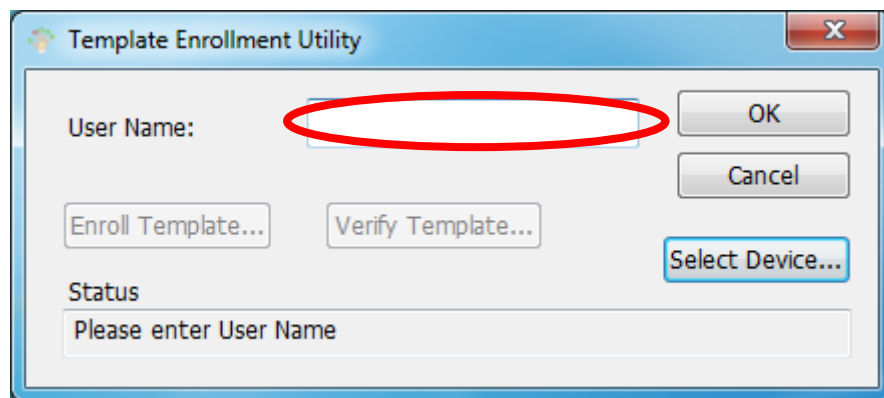 Template Enrollment Utility
User Name:
OK
Cancel
Enroll Template...
Verify Template...
Select Device...
Status
Please enter User Name